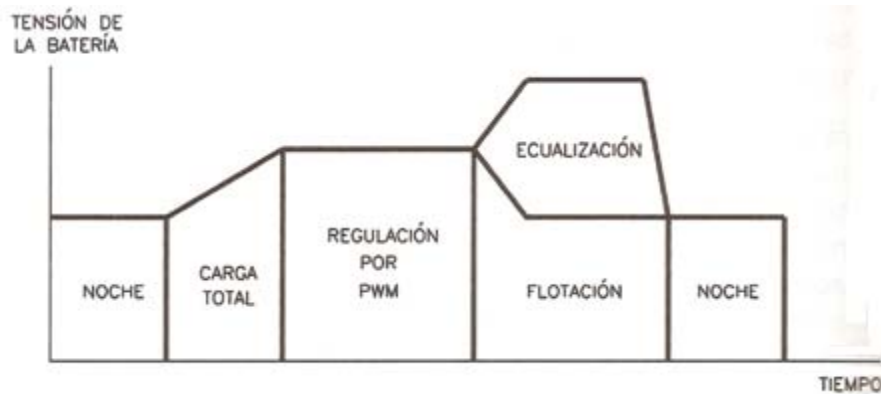 TENSIÓN DE
LA BATERÍA
ECUALIZACIÓN
REGULACIÓN
POR
PWM
CARGA
TOTAL
NOCHE
FLOTACIÓN
NOCHE
TIEMPO